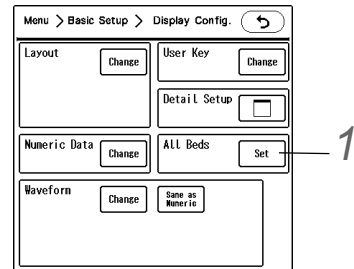 Menu > Basic Setup > Display Config.
Layout
Change
User Key
Change
Detail Setup
Numeric Data
Change
All Beds
Set
1
Waveform
Change
Same as
Numeric